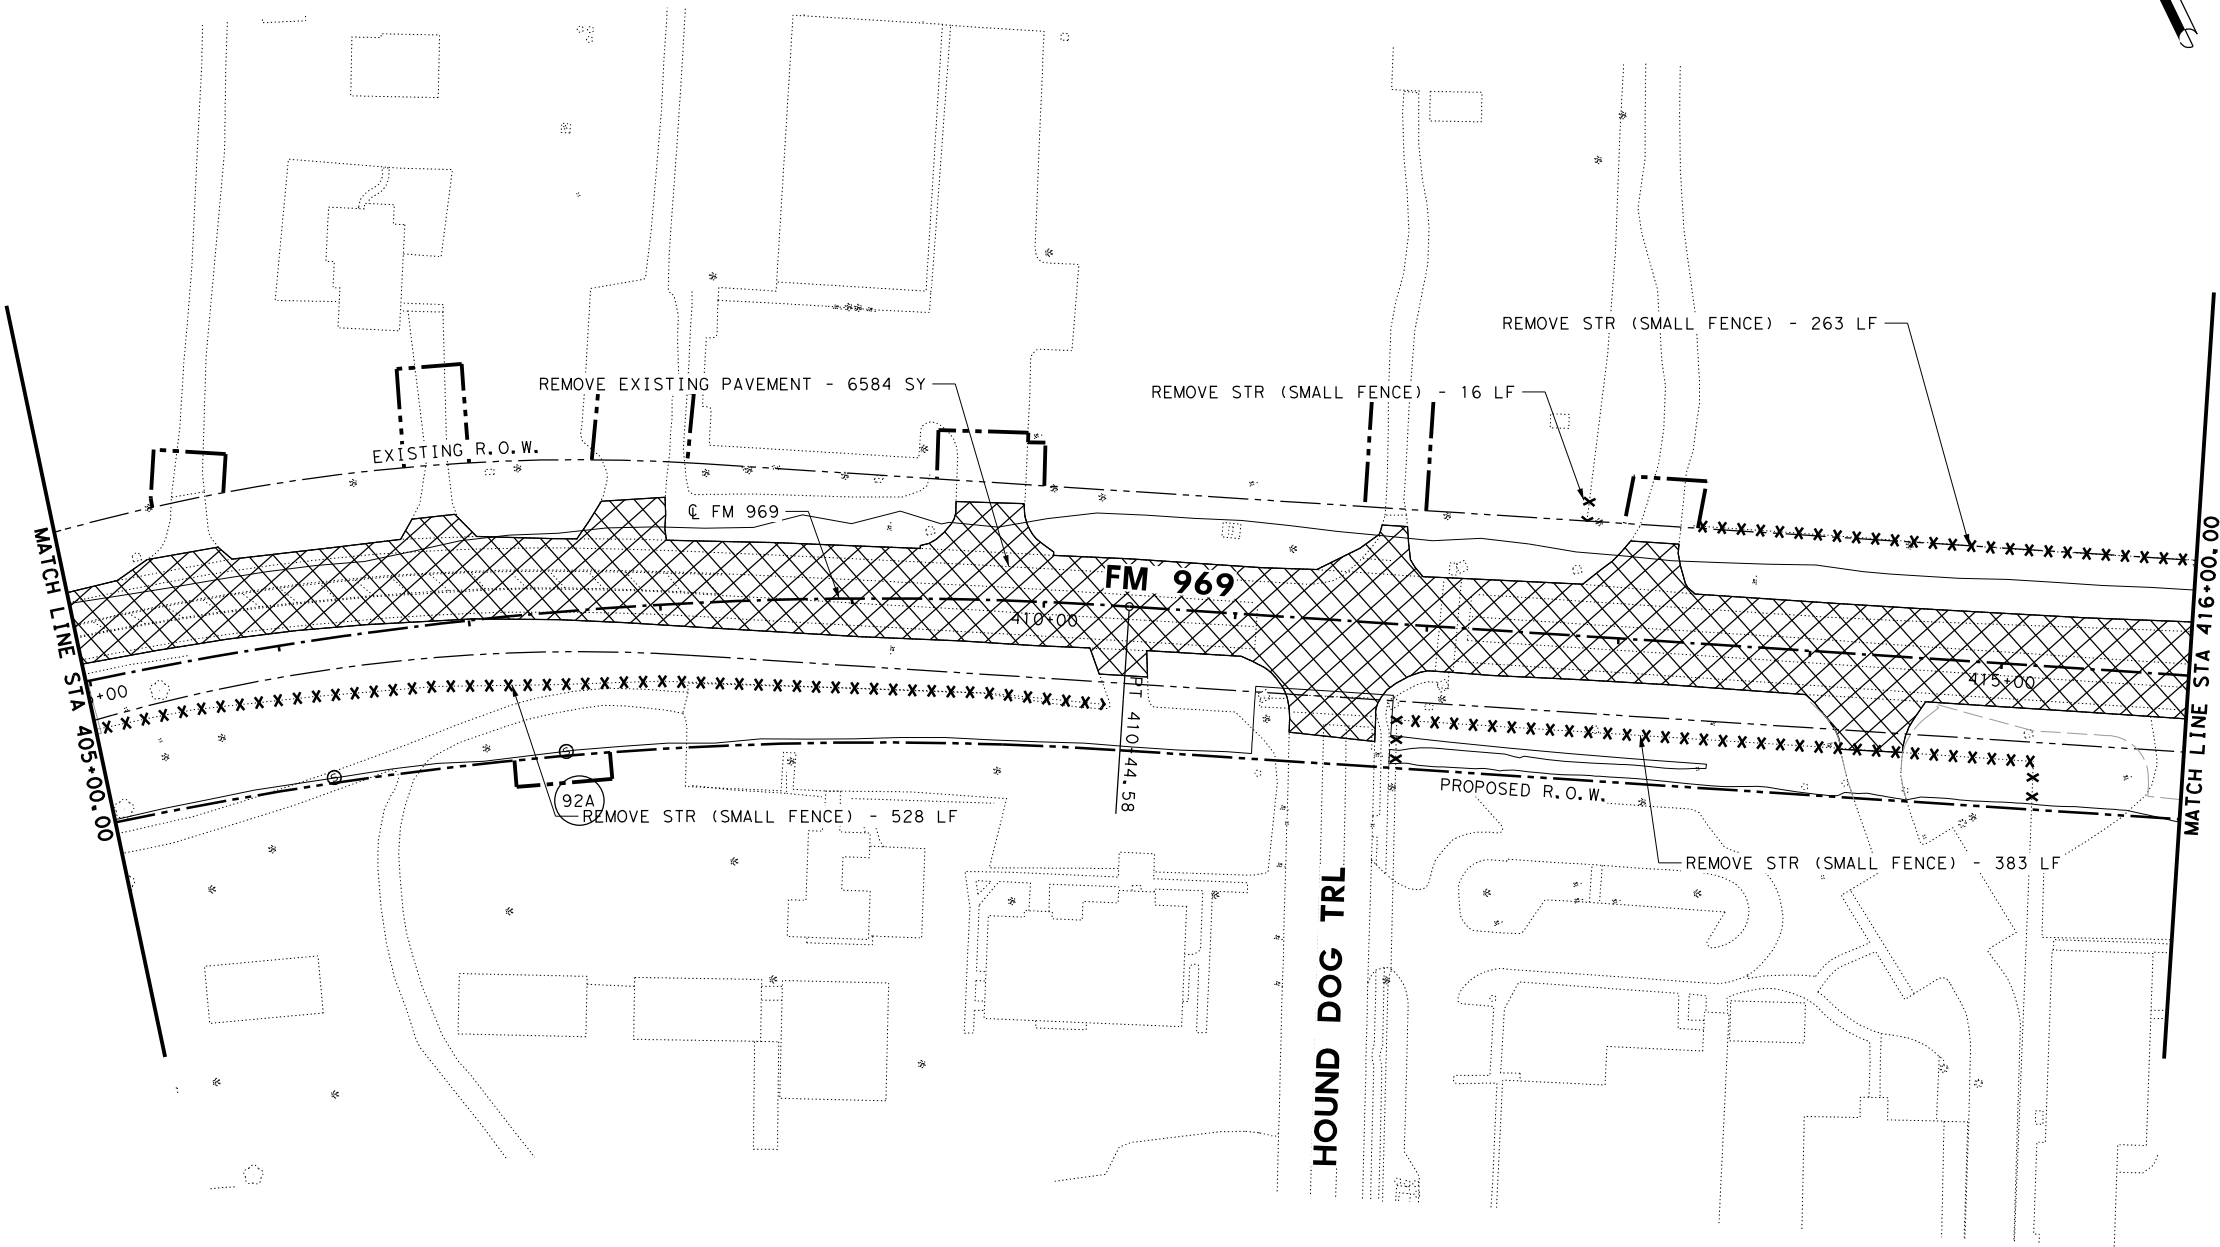 REMOVE STR (SMALL FENCE) - 263 LF
REMOVE EXISTING PAVEMENT - 6584 SY
REMOVE STR (SMALL FENCE) - 16 LF
EXISTING R.O.W.
℄ FM 969
FM 969
410+00
415+00
+00
MATCH LINE STA 405+00.00
MATCH LINE STA 416+00.00
PT 410+44.58
PROPOSED R.O.W.
92A
REMOVE STR (SMALL FENCE) - 528 LF
REMOVE STR (SMALL FENCE) - 383 LF
HOUND DOG TRL